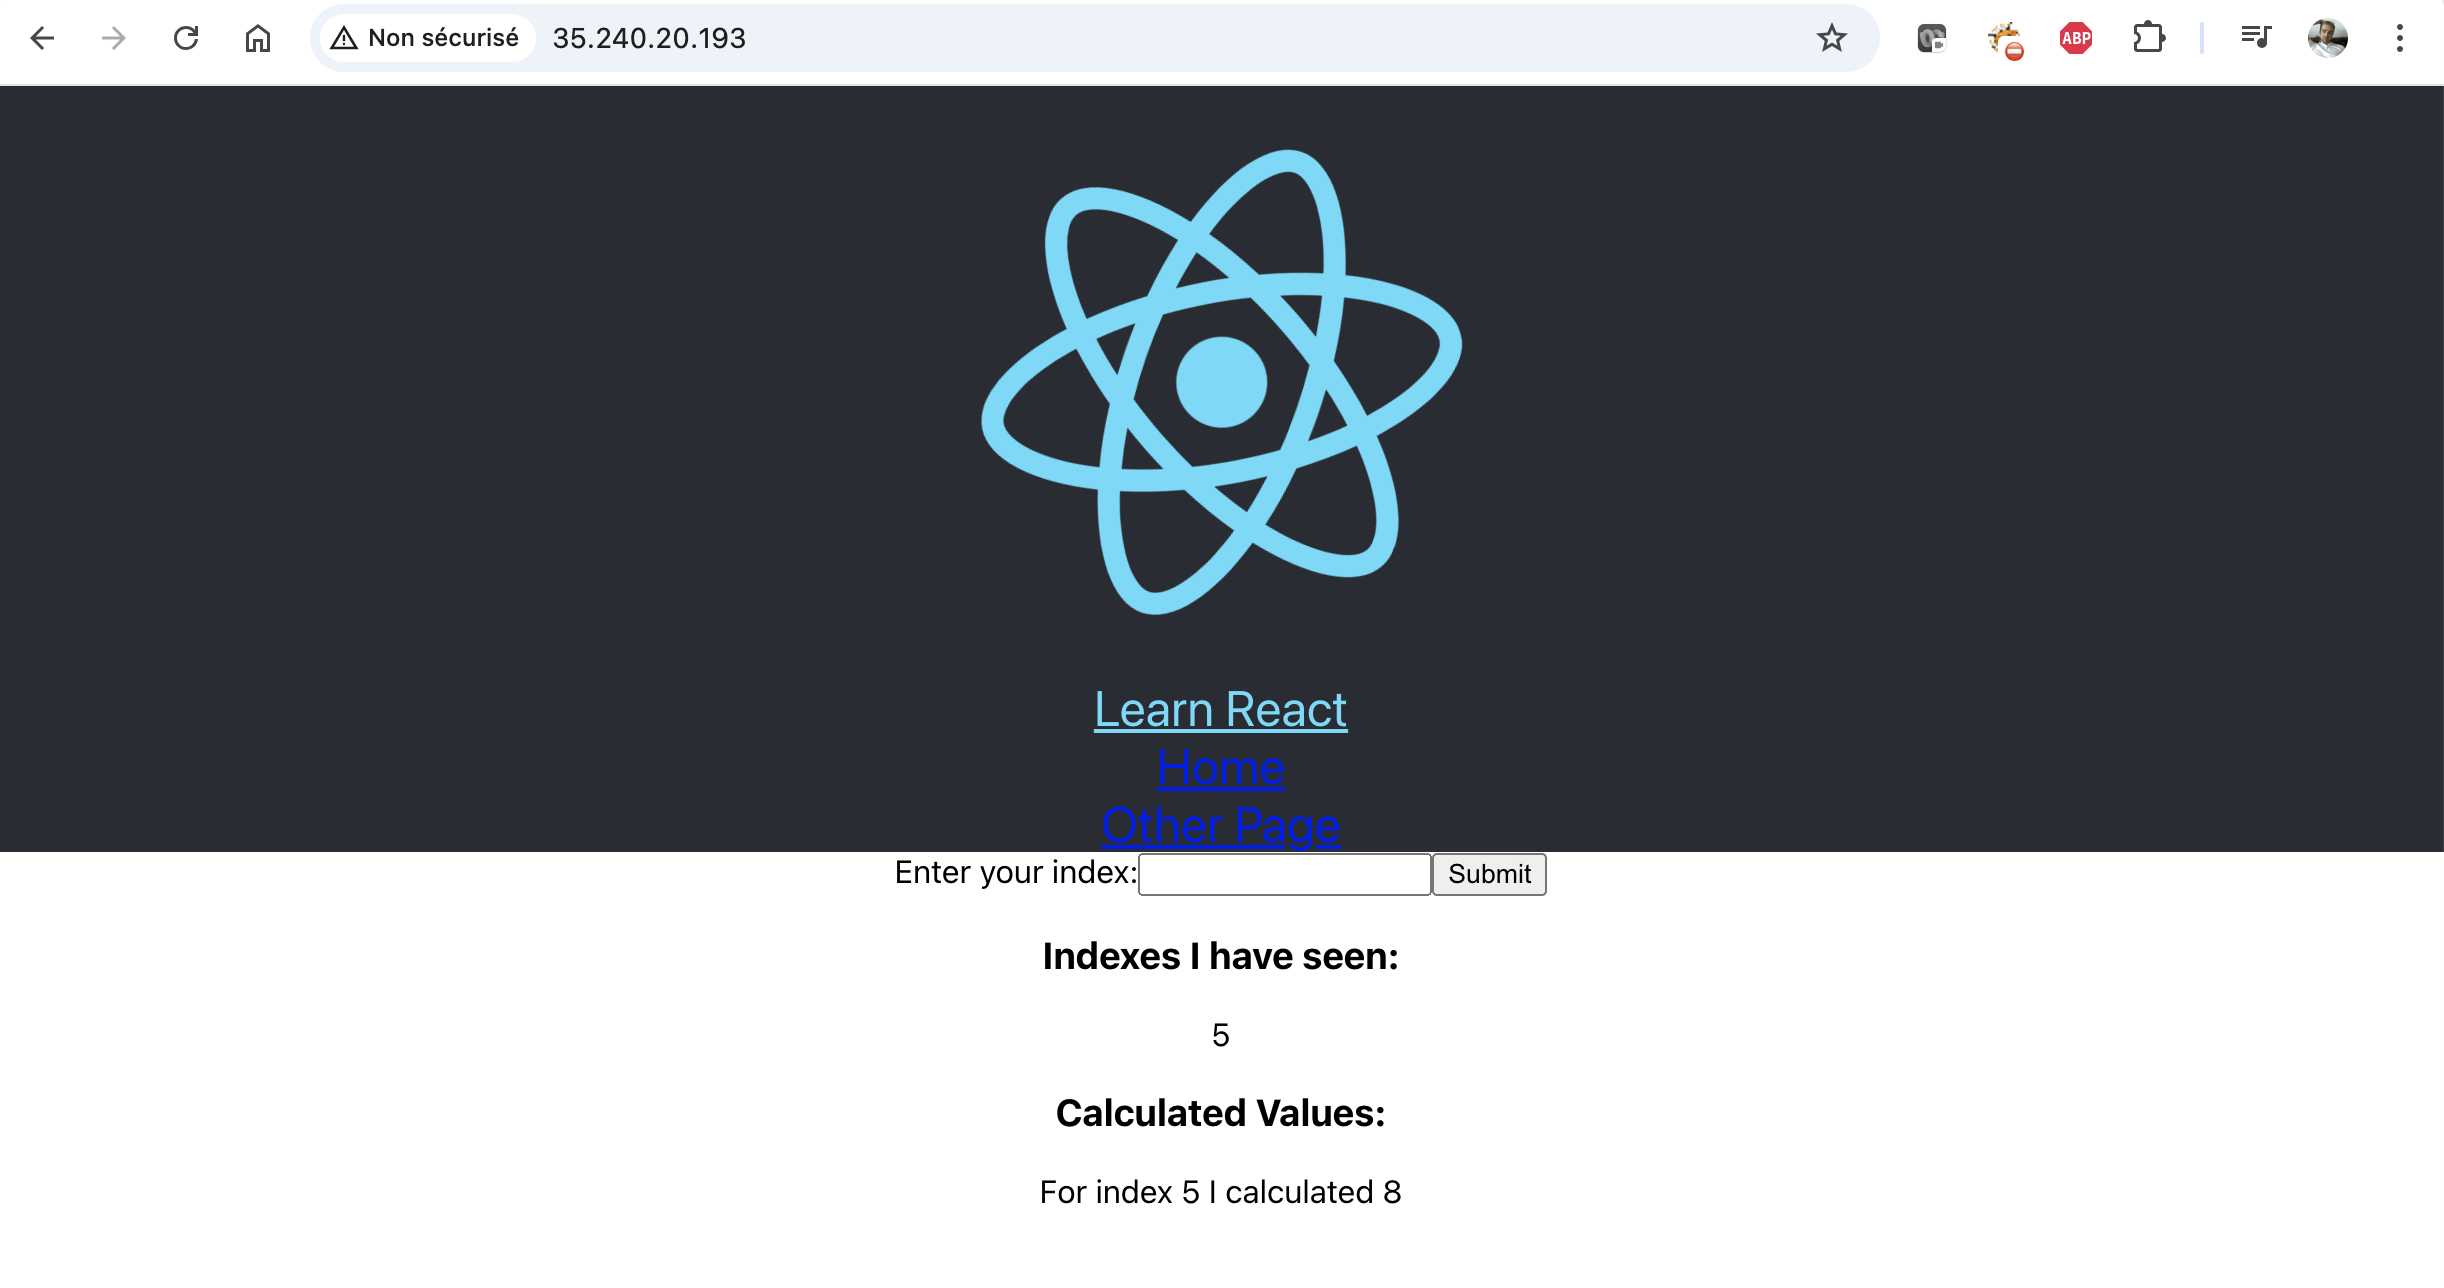 Non sécurisé 35.240.20.193 ABP
Learn React
Home
Other Page
Enter your index: Submit
Indexes I have seen:
5
Calculated Values:
For index 5 I calculated 8